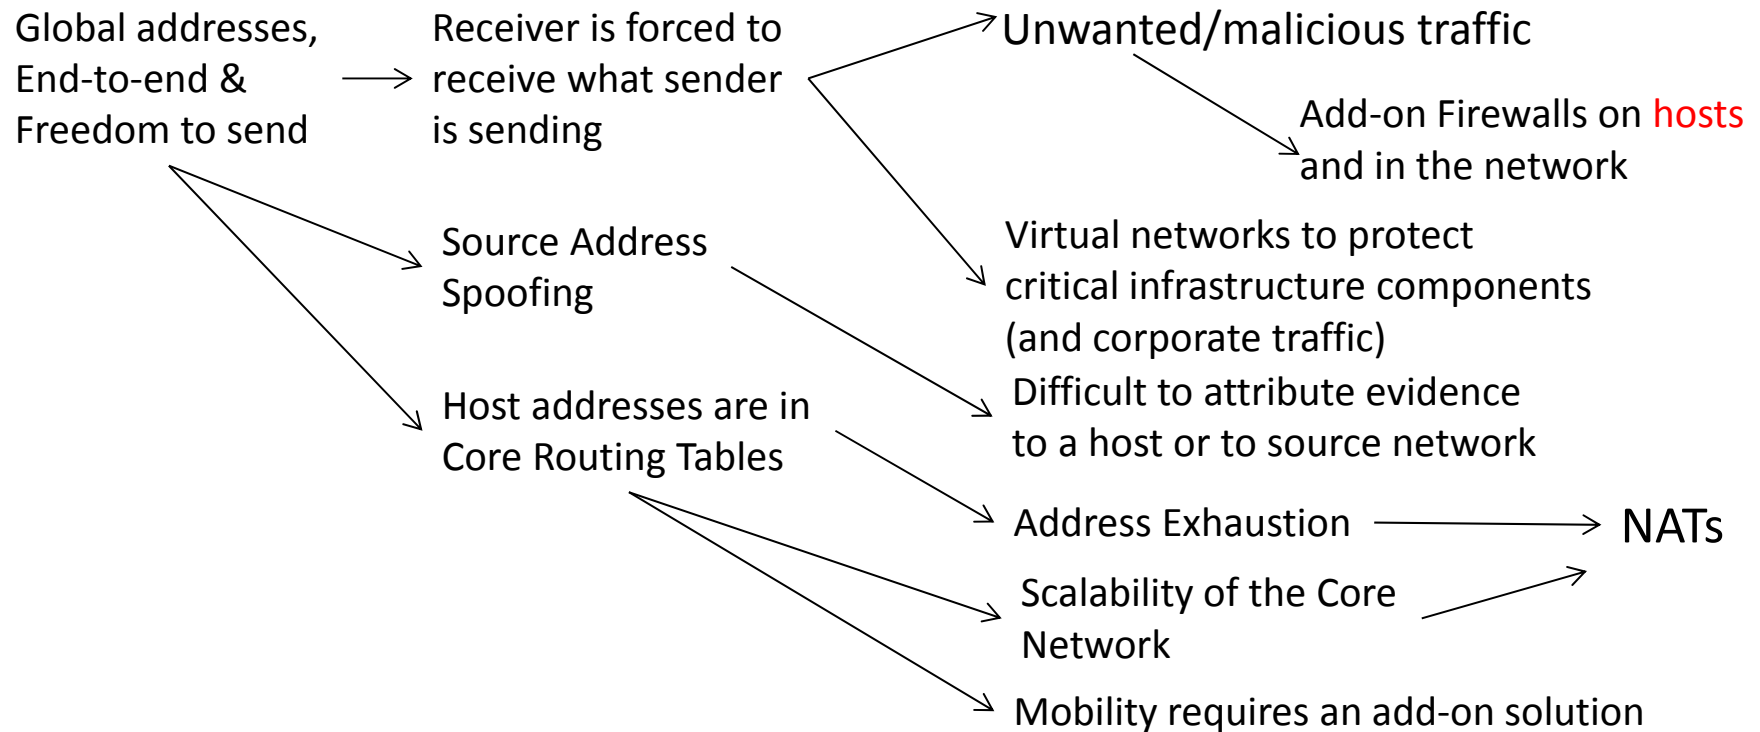 Global addresses,
End-to-end &
Freedom to send
Receiver is forced to
receive what sender
is sending
Unwanted/malicious traffic
Add-on Firewalls on hosts
and in the network
Source Address
Spoofing
Virtual networks to protect
critical infrastructure components
(and corporate traffic)
Host addresses are in
Core Routing Tables
Difficult to attribute evidence
to a host or to source network
Address Exhaustion
NATs
Scalability of the Core
Network
Mobility requires an add-on solution